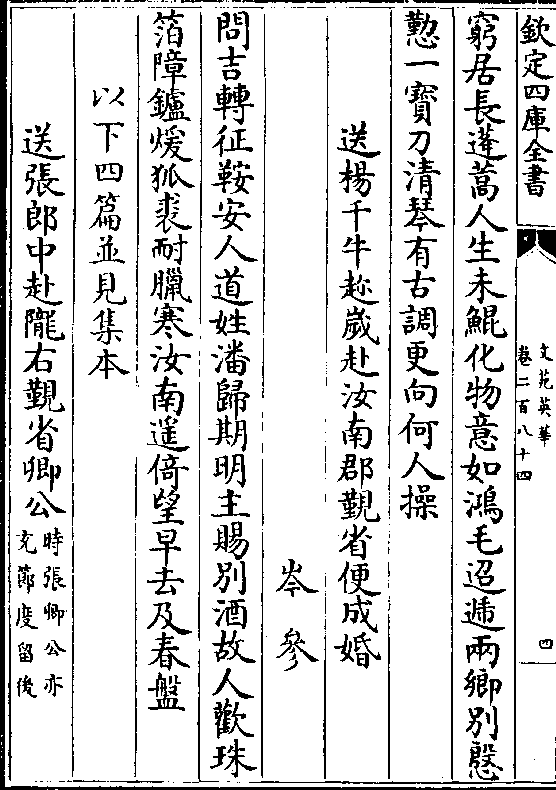 欽定四庫全書
文苑英華
卷二百八十四
四
窮居長蓬蒿人生未鯤化物意如鴻毛迢遞兩鄉別慇
懃一寶刀清琴有古調更向何人操
送楊千牛趂歲赴汝南郡覲省便成婚
岑參
問吉轉征鞍安人道姓潘歸期明主賜別酒故人歡珠
箔障鑪煖狐裘耐臘寒汝南遥倚望早去及春盤
以下四篇並見集本
送張郎中赴隴右覲省卿公
時張卿公亦
充節度留後